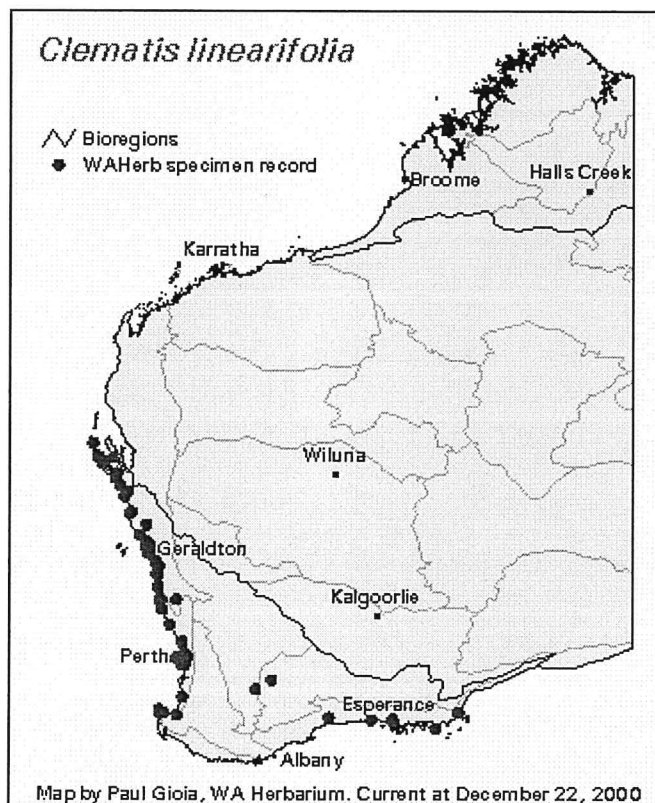 Clematis linearifolia
Bioregions
WAHerb specimen record
Broome
Halls Creek
Karratha
Wiluna
Geraldton
Kalgoorlie
Perth
Esperance
Albany
Map by Paul Gioia, WA Herbarium. Current at December 22, 2000